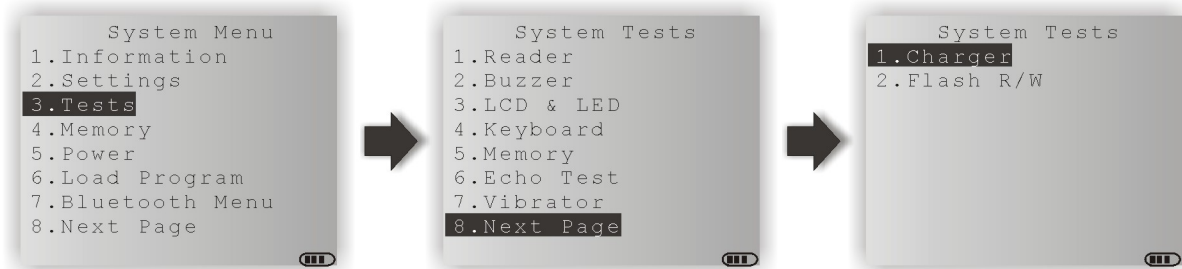 System Menu
1.Information
2.Settings
3.Tests
4.Memory
5.Power
6.Load Program
7.Bluetooth Menu
8.Next Page
System Tests
1.Reader
2.Buzzer
3.LCD & LED
4.Keyboard
5.Memory
6.Echo Test
7.Vibrator
8.Next Page
System Tests
1.Charger
2.Flash R/W